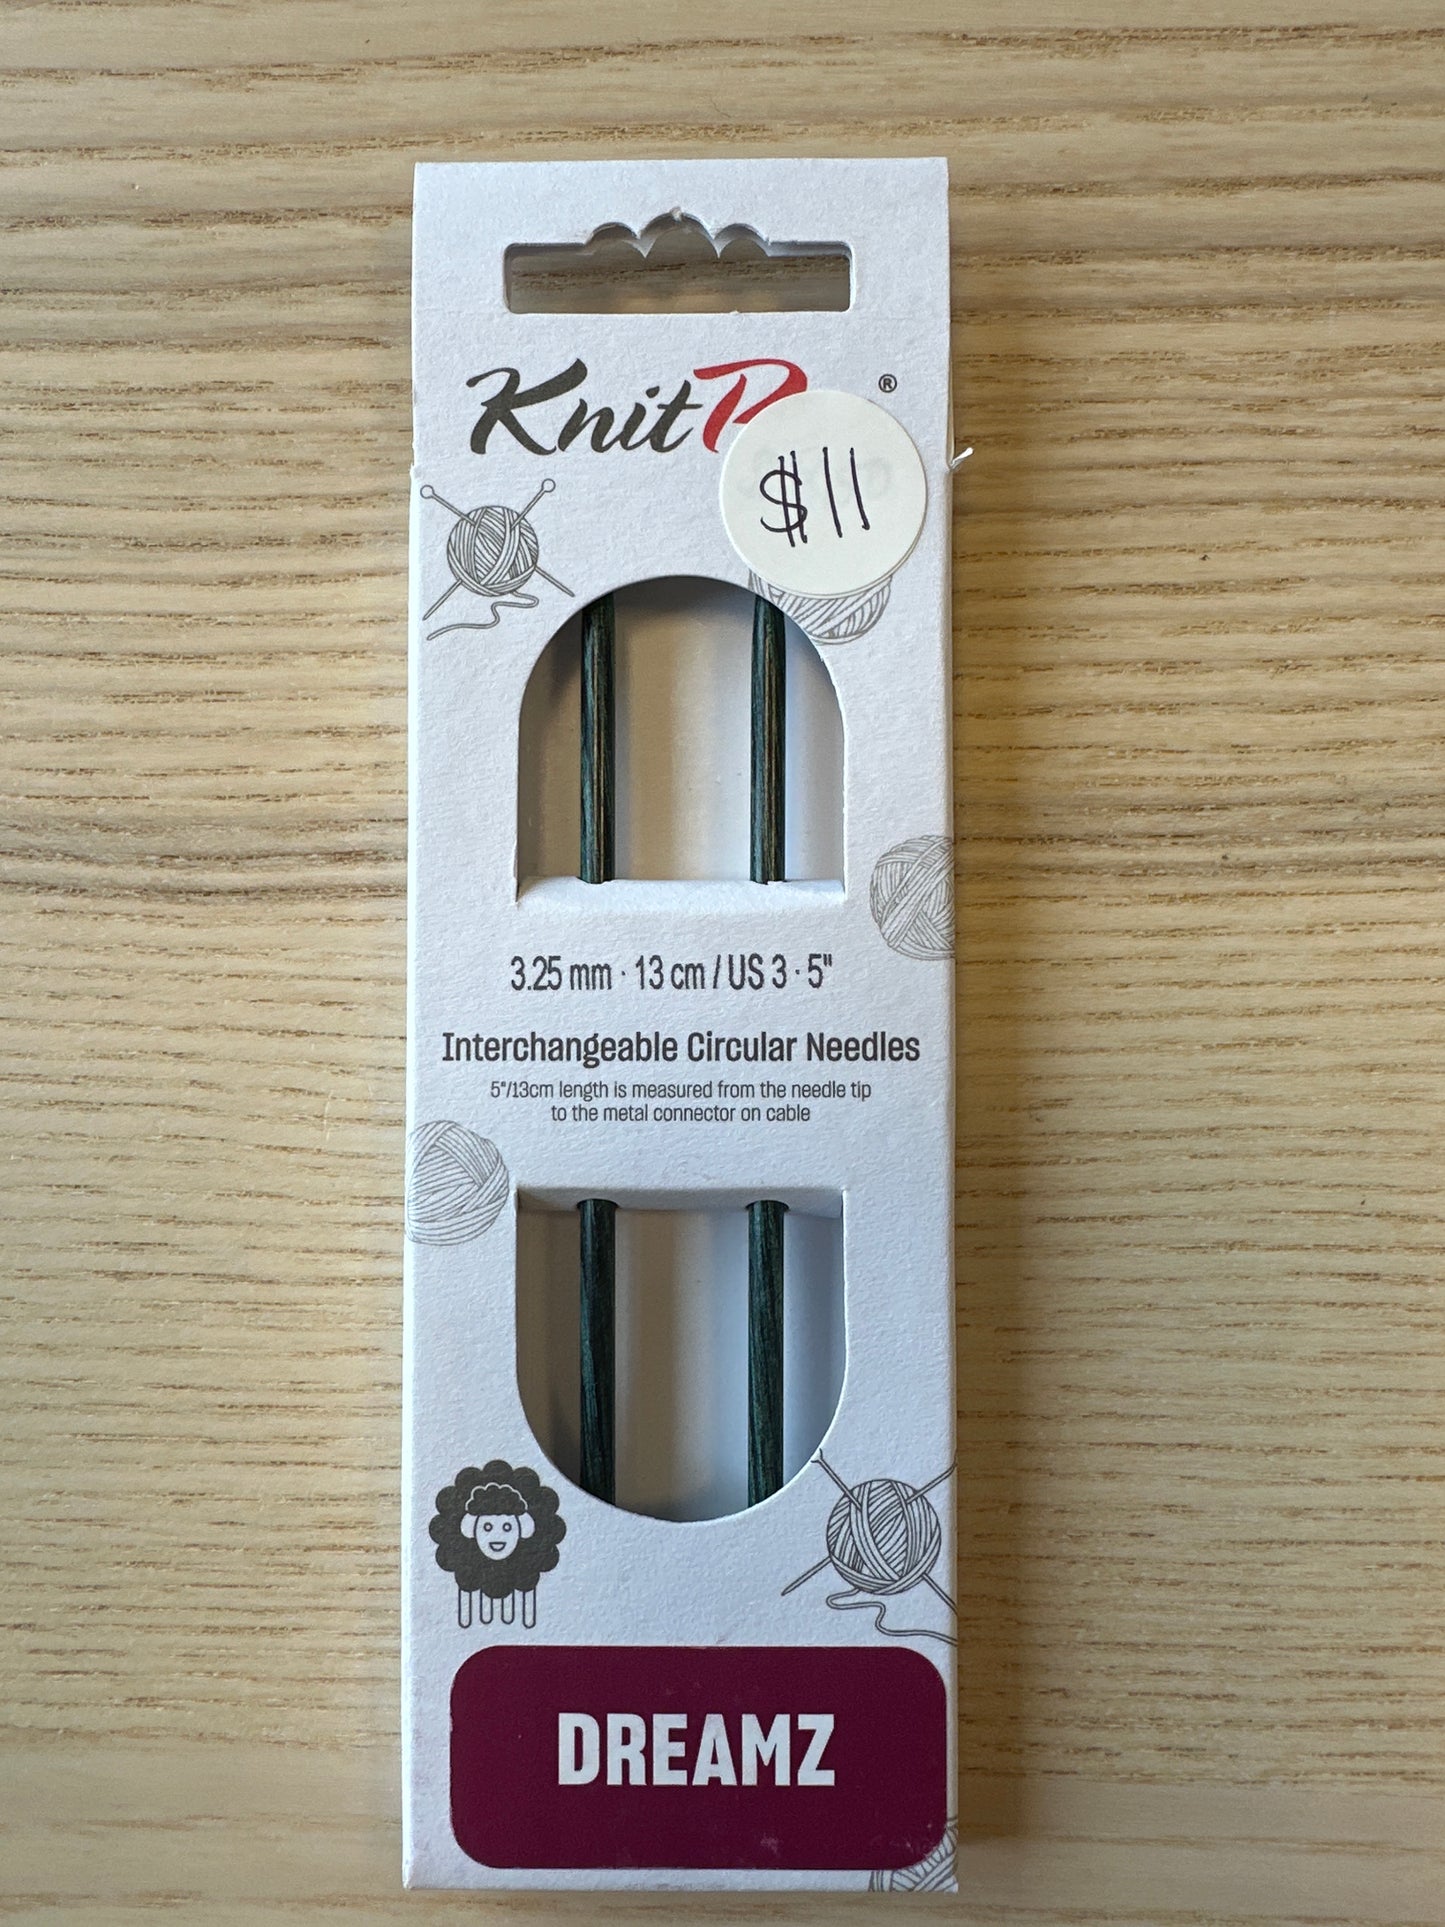 KnitP
®
$11
3.25 mm · 13 cm / US 3 · 5"
Interchangeable Circular Needles
5"/13cm length is measured from the needle tip
to the metal connector on cable
DREAMZ